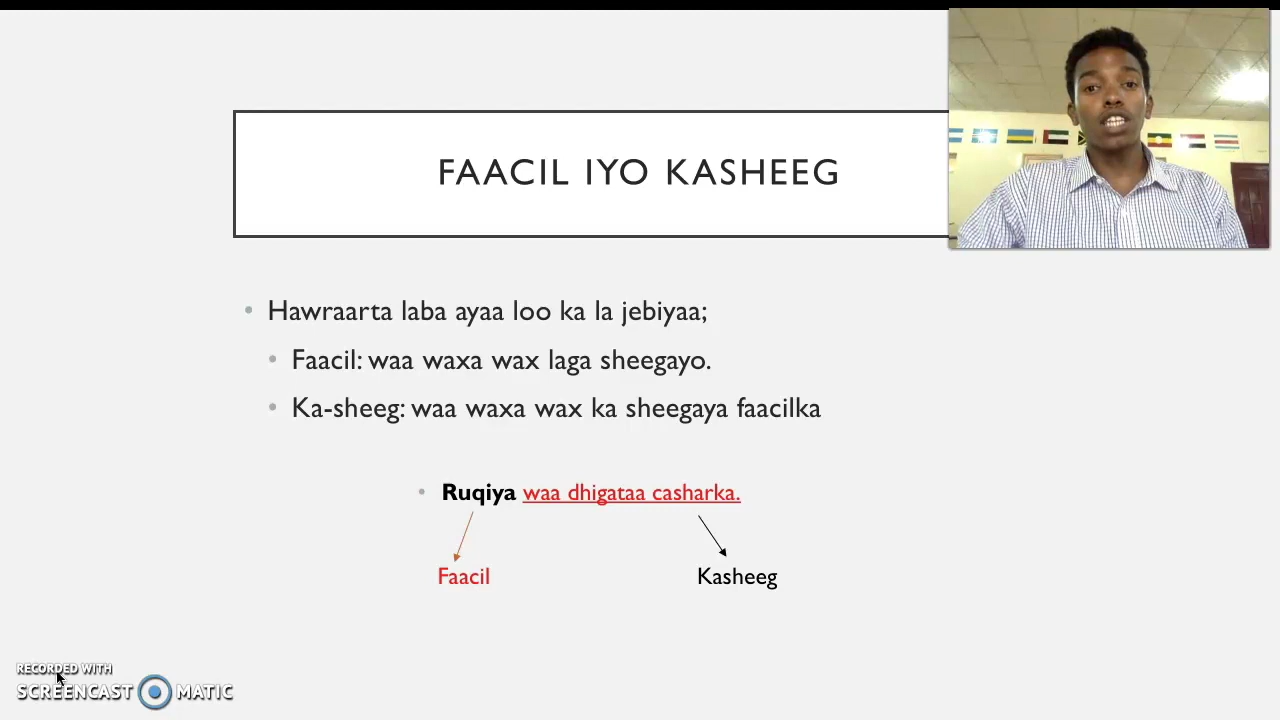 FAACIL IYO KASHEEG
• Hawraarta laba ayaa loo ka la jebiyaa;
• Faacil: waa waxa wax laga sheegayo.
• Ka-sheeg: waa waxa wax ka sheegaya faacilka
• Ruqiya waa dhigataa casharka.
Faacil Kasheeg
RECORDED WITH
SCREENCAST MATIC